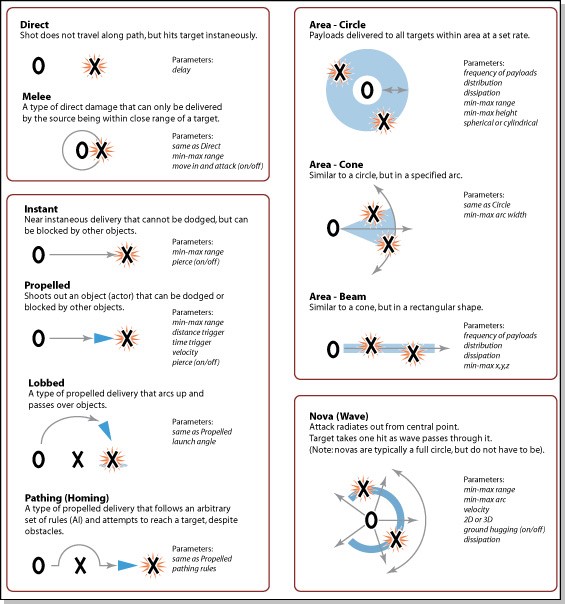 Direct
Shot does not travel along path, but hits target instaneously.
O X
Parameters:
delay
Melee
A type of direct damage that can only be delivered
by the source being within close range of a target.
O X
Parameters:
same as Direct
min-max range
move in and attack (on/off)
Instant
Near instaneous delivery that cannot be dodged, but can
be blocked by other objects.
O X
Parameters:
min-max range
pierce (on/off)
Propelled
Shoots out an object (actor) that can be dodged or
blocked by other objects.
O X
Parameters:
min-max range
distance trigger
time trigger
velocity
pierce (on/off)
Lobbed
A type of propelled delivery that arcs up and
passes over objects.
O X X
Parameters:
same as Propelled
launch angle
Pathing (Homing)
A type of propelled delivery that follows an arbitrary
set of rules (AI) and attempts to reach a target, despite
obstacles.
O X X
Parameters:
same as Propelled
pathing rules
Area - Circle
Payloads delivered to all targets within area at a set rate.
X
O
X
Parameters:
frequency of payloads
distribution
dissipation
min-max range
min-max height
spherical or cylindrical
Area - Cone
Similar to a circle, but in a specified arc.
X
O
X
Parameters:
same as Circle
min-max arc width
Area - Beam
Similar to a cone, but in a rectangular shape.
O X X
Parameters:
frequency of payloads
distribution
dissipation
min-max x,y,z
Nova (Wave)
Attack radiates out from central point.
Target takes one hit as wave passes through it.
(Note: novas are typically a full circle, but do not have to be).
X
O
X
Parameters:
min-max range
min-max arc
velocity
2D or 3D
ground hugging (on/off)
dissipation